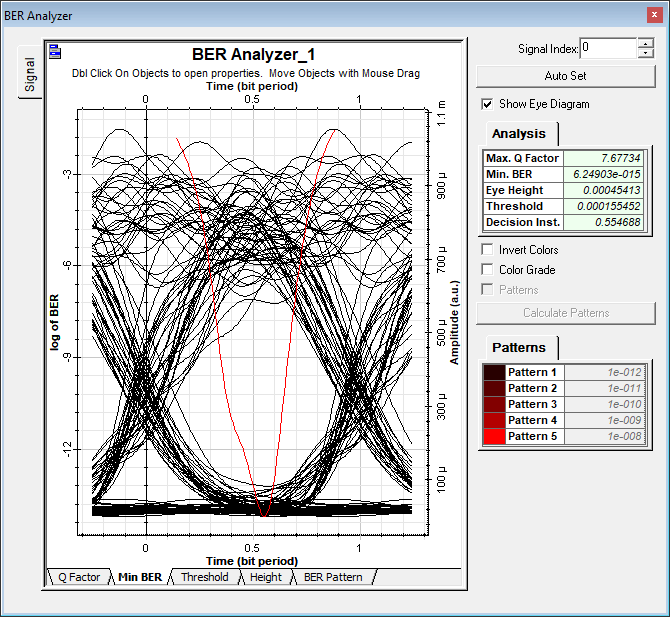 BER Analyzer
Signal
BER Analyzer_1
Dbl Click On Objects to open properties.  Move Objects with Mouse Drag
Time (bit period)
0 0.5 1
1.1 m
900 µ
700 µ
500 µ
300 µ
100 µ
Amplitude (a.u.)
log of BER
-3
-6
-9
-12
0 0.5 1
Time (bit period)
Q Factor Min BER Threshold Height BER Pattern
Signal Index: 0
Auto Set
Show Eye Diagram
Analysis
Max. Q Factor 7.67734
Min. BER 6.24903e-015
Eye Height 0.00045413
Threshold 0.000155452
Decision Inst. 0.554688
Invert Colors
Color Grade
Patterns
Calculate Patterns
Patterns
Pattern 1 1e-012
Pattern 2 1e-011
Pattern 3 1e-010
Pattern 4 1e-009
Pattern 5 1e-008